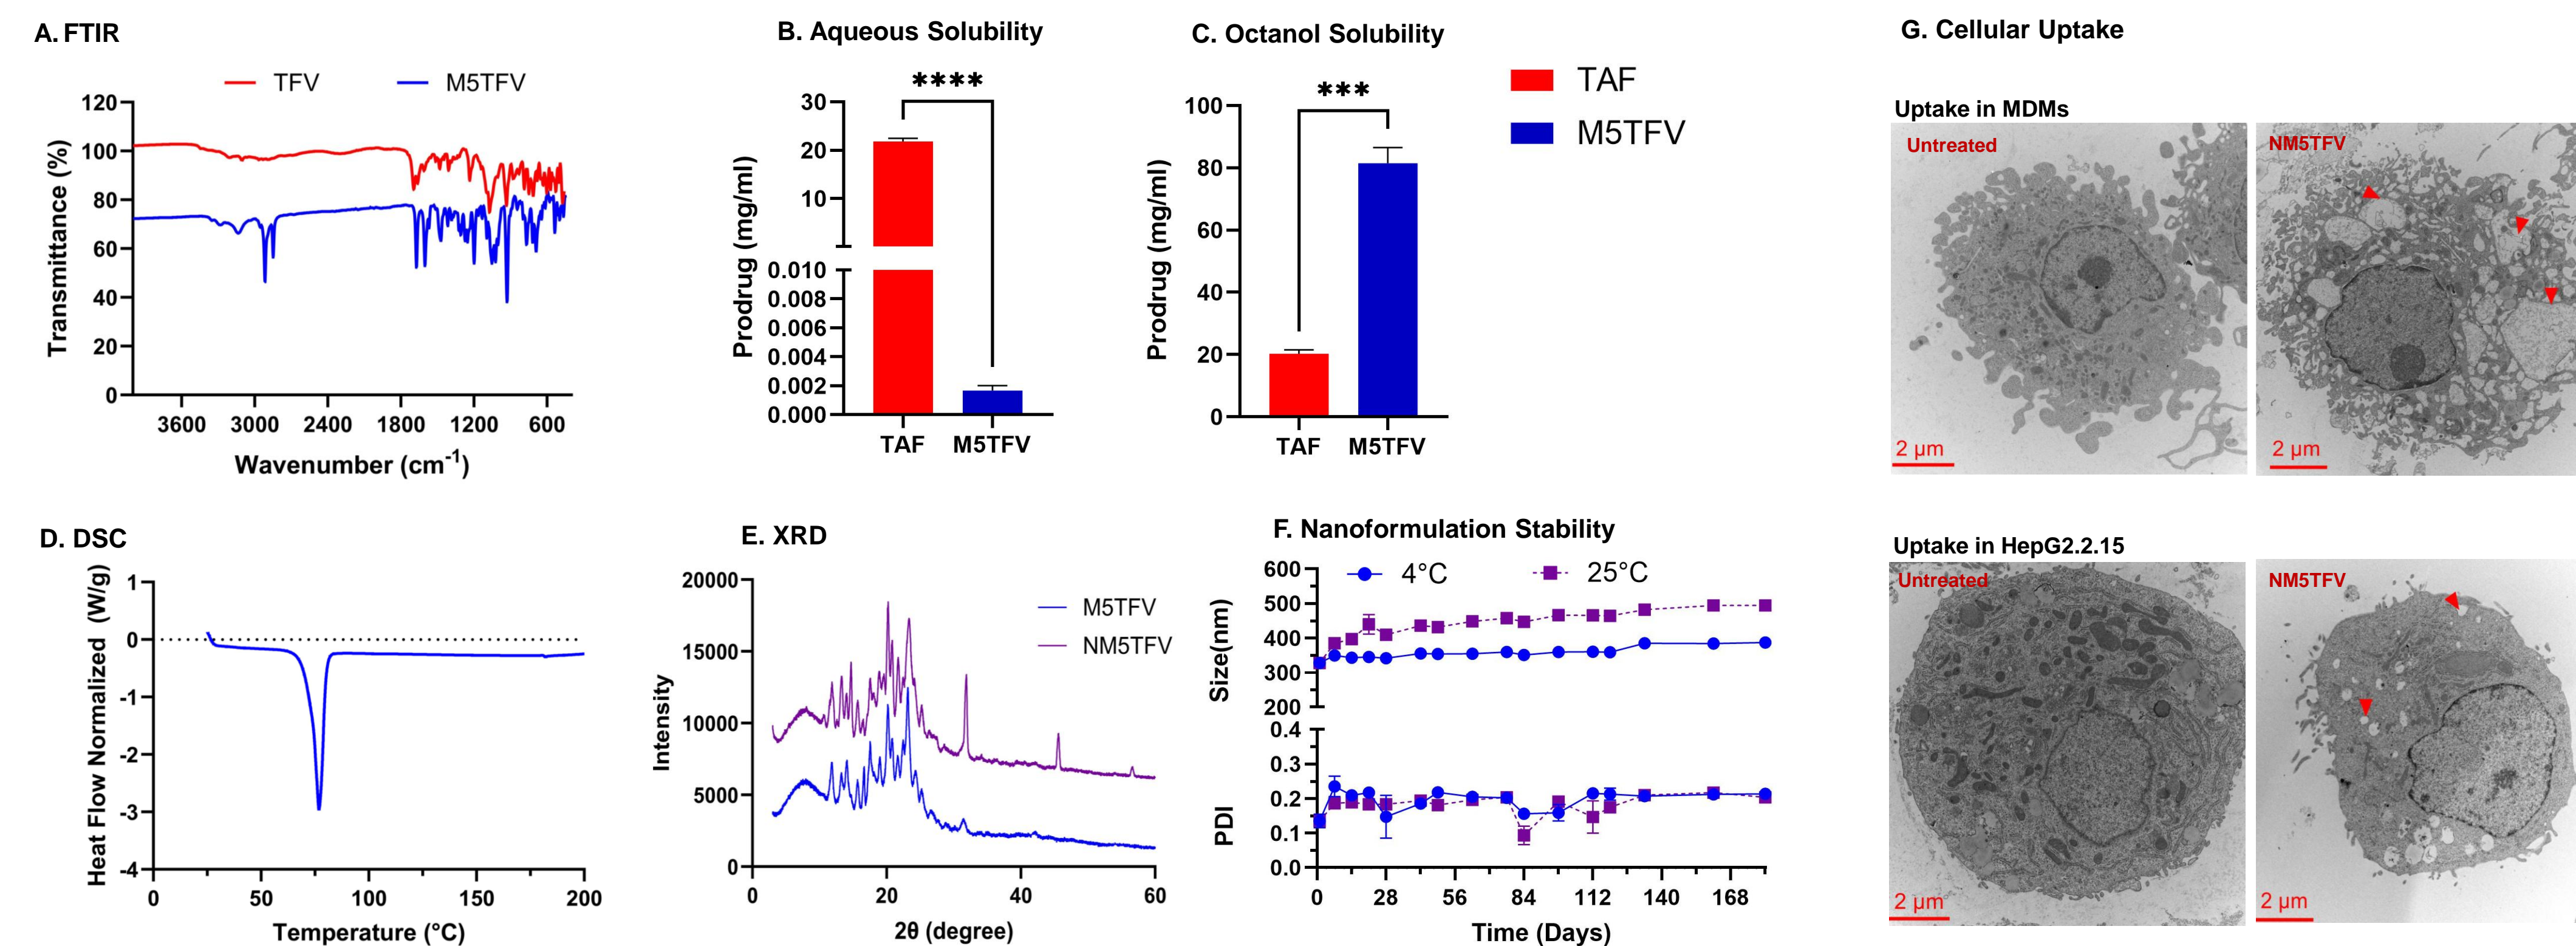 A. FTIR
TFV
M5TFV
120
100
80
60
40
20
0
Transmittance (%)
3600 3000 2400 1800 1200 600
Wavenumber (cm-1)
B. Aqueous Solubility
****
30
20
10
0.010
0.008
0.006
0.004
0.002
0.000
Prodrug (mg/ml)
TAF M5TFV
C. Octanol Solubility
***
100
80
60
40
20
0
Prodrug (mg/ml)
TAF M5TFV
TAF
M5TFV
D. DSC
1
0
-1
-2
-3
-4
Heat Flow Normalized (W/g)
0 50 100 150 200
Temperature (°C)
E. XRD
M5TFV
NM5TFV
20000
15000
10000
5000
0
Intensity
0 20 40 60
2θ (degree)
F. Nanoformulation Stability
4°C
25°C
600
500
400
300
200
Size(nm)
0.4
0.3
0.2
0.1
0.0
PDI
0 28 56 84 112 140 168
Time (Days)
G. Cellular Uptake
Uptake in MDMs
Untreated
2 µm
NM5TFV
2 µm
Uptake in HepG2.2.15
Untreated
2 µm
NM5TFV
2 µm